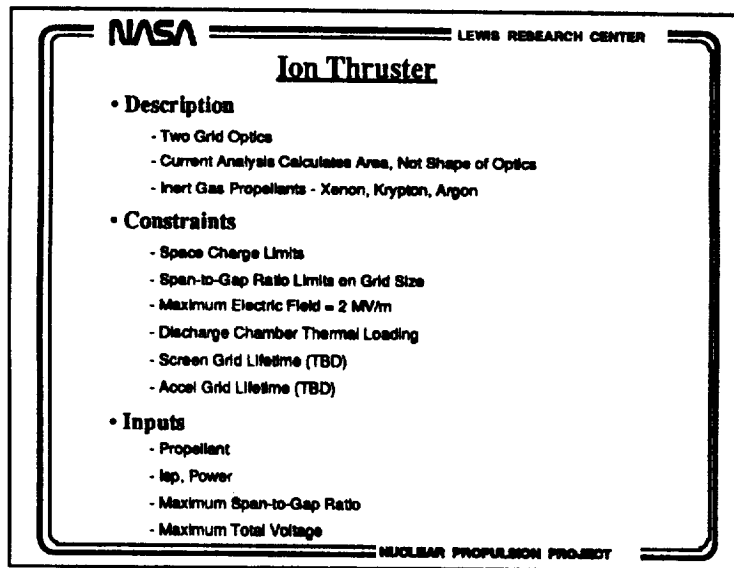 NASA
LEWIS RESEARCH CENTER
Ion Thruster
• Description
- Two Grid Optics
- Current Analysis Calculates Area, Not Shape of Optics
- Inert Gas Propellants - Xenon, Krypton, Argon
• Constraints
- Space Charge Limits
- Span-to-Gap Ratio Limits on Grid Size
- Maximum Electric Field = 2 MV/m
- Discharge Chamber Thermal Loading
- Screen Grid Lifetime (TBD)
- Accel Grid Lifetime (TBD)
• Inputs
- Propellant
- Isp, Power
- Maximum Span-to-Gap Ratio
- Maximum Total Voltage
NUCLEAR PROPULSION PROJECT